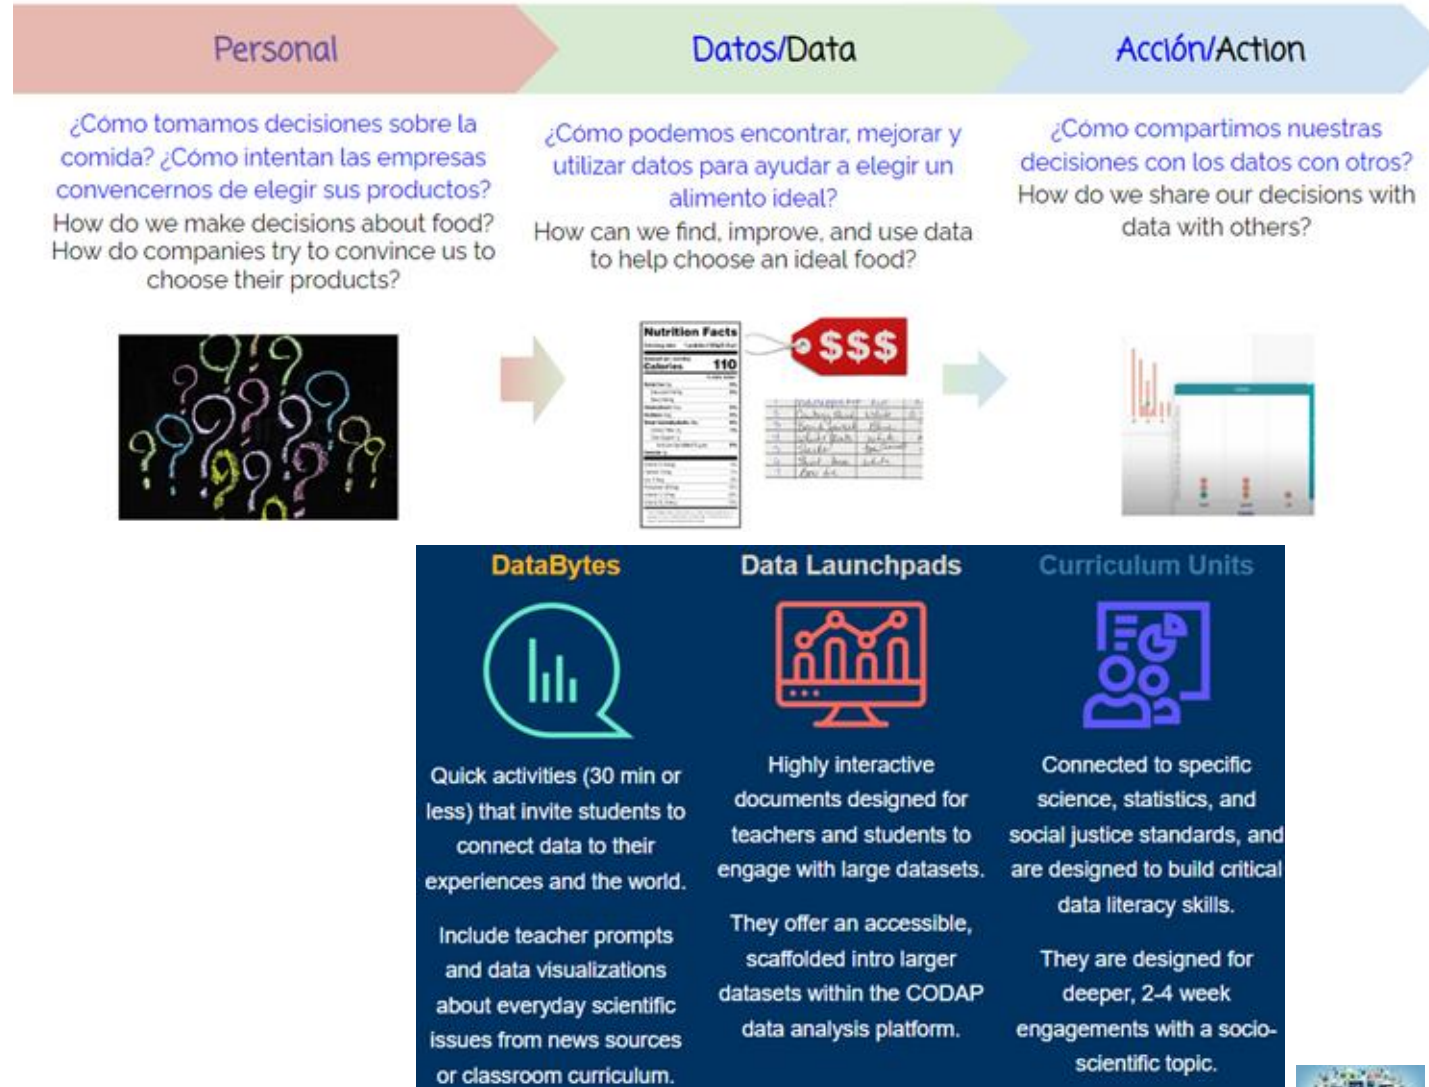 Personal
Datos/Data
Acción/Action
¿Cómo tomamos decisiones sobre la
comida? ¿Cómo intentan las empresas
convencernos de elegir sus productos?
How do we make decisions about food?
How do companies try to convince us to
choose their products?
¿Cómo podemos encontrar, mejorar y
utilizar datos para ayudar a elegir un
alimento ideal?
How can we find, improve, and use data
to help choose an ideal food?
¿Cómo compartimos nuestras
decisiones con los datos con otros?
How do we share our decisions with
data with others?
Nutrition Facts
Calories 110
$$$
DataBytes
Quick activities (30 min or
less) that invite students to
connect data to their
experiences and the world.
Include teacher prompts
and data visualizations
about everyday scientific
issues from news sources
or classroom curriculum.
Data Launchpads
Highly interactive
documents designed for
teachers and students to
engage with large datasets.
They offer an accessible,
scaffolded intro larger
datasets within the CODAP
data analysis platform.
Curriculum Units
Connected to specific
science, statistics, and
social justice standards, and
are designed to build critical
data literacy skills.
They are designed for
deeper, 2-4 week
engagements with a socio-
scientific topic.